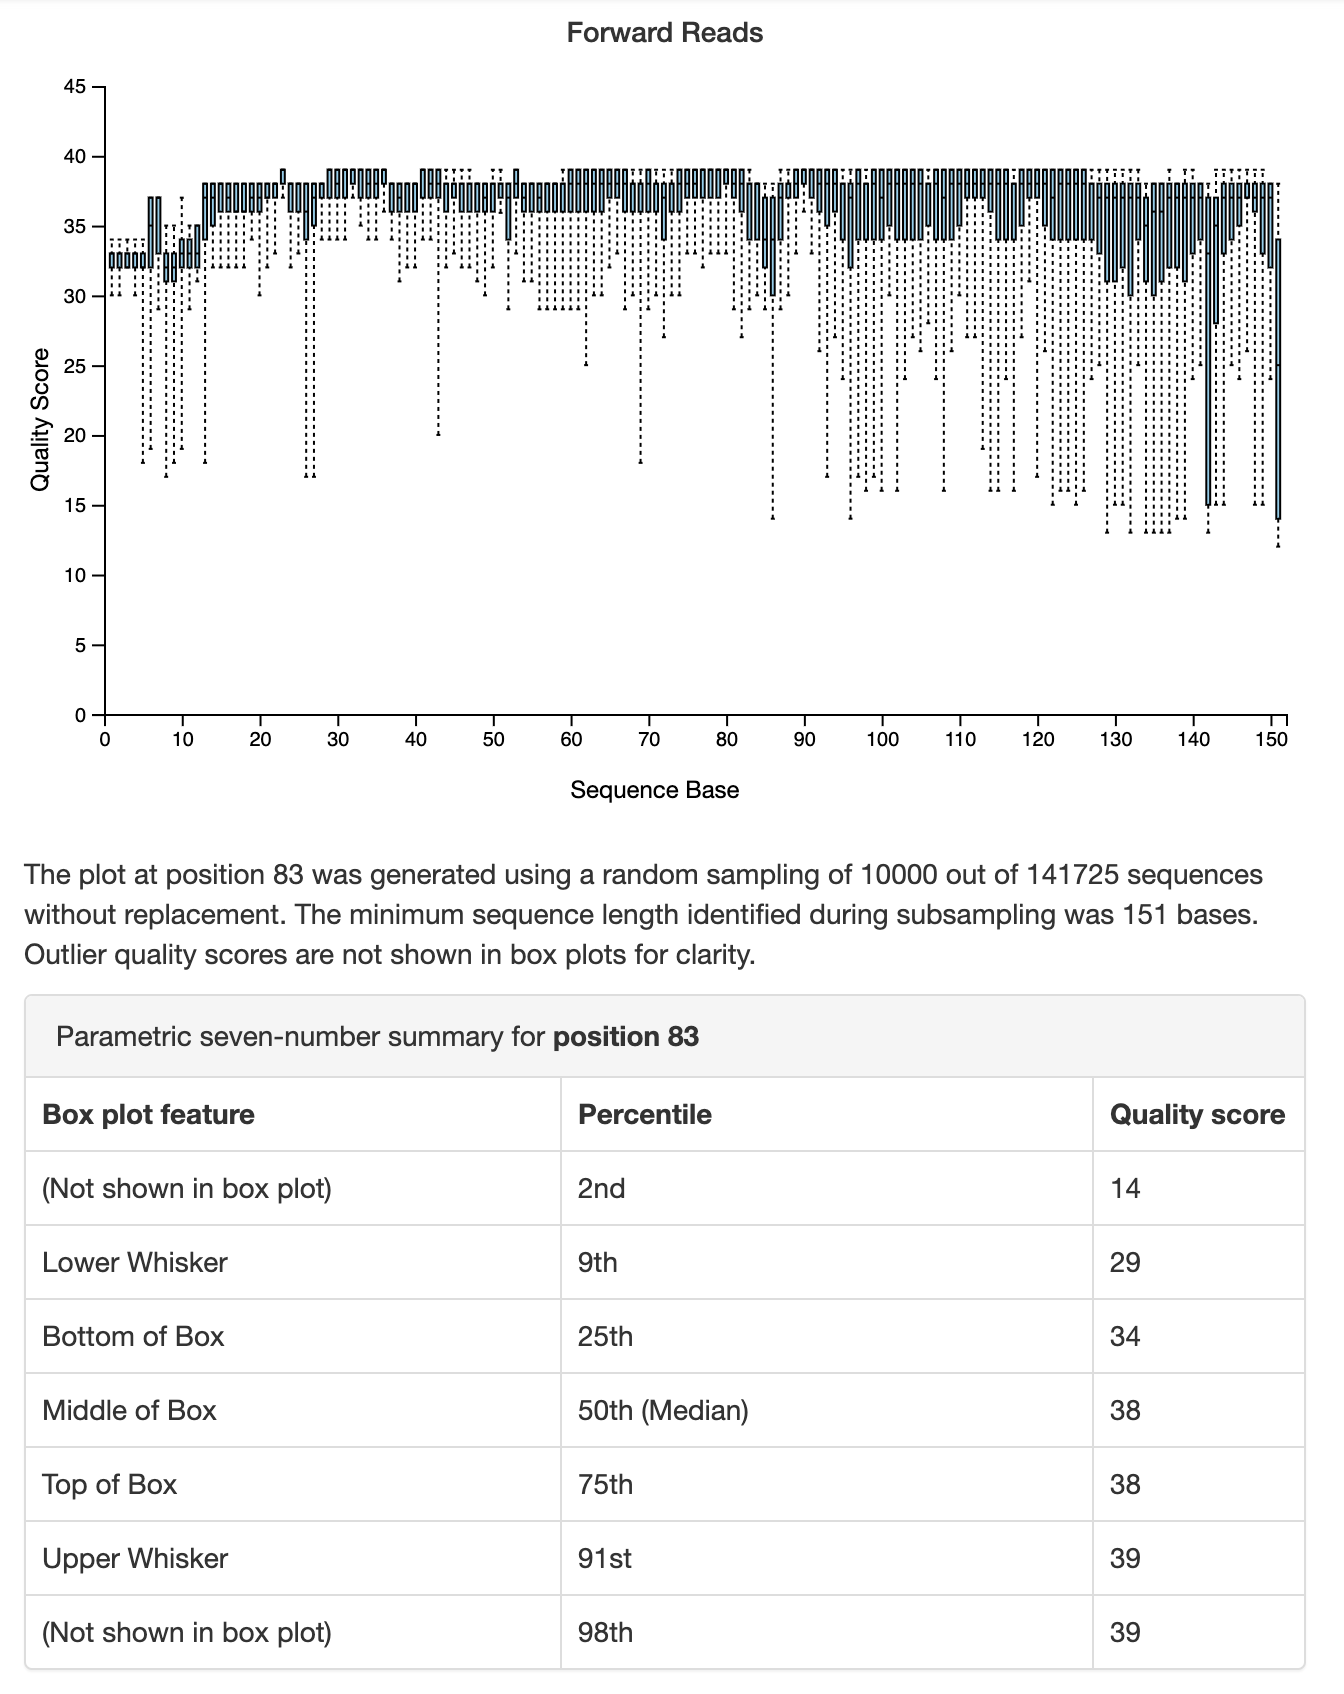 Forward Reads
45
40
35
30
25
20
15
10
5
0
Quality Score
0 10 20 30 40 50 60 70 80 90 100 110 120 130 140 150
Sequence Base
The plot at position 83 was generated using a random sampling of 10000 out of 141725 sequences
without replacement. The minimum sequence length identified during subsampling was 151 bases.
Outlier quality scores are not shown in box plots for clarity.
Parametric seven-number summary for position 83
Box plot feature Percentile Quality score
(Not shown in box plot) 2nd 14
Lower Whisker 9th 29
Bottom of Box 25th 34
Middle of Box 50th (Median) 38
Top of Box 75th 38
Upper Whisker 91st 39
(Not shown in box plot) 98th 39